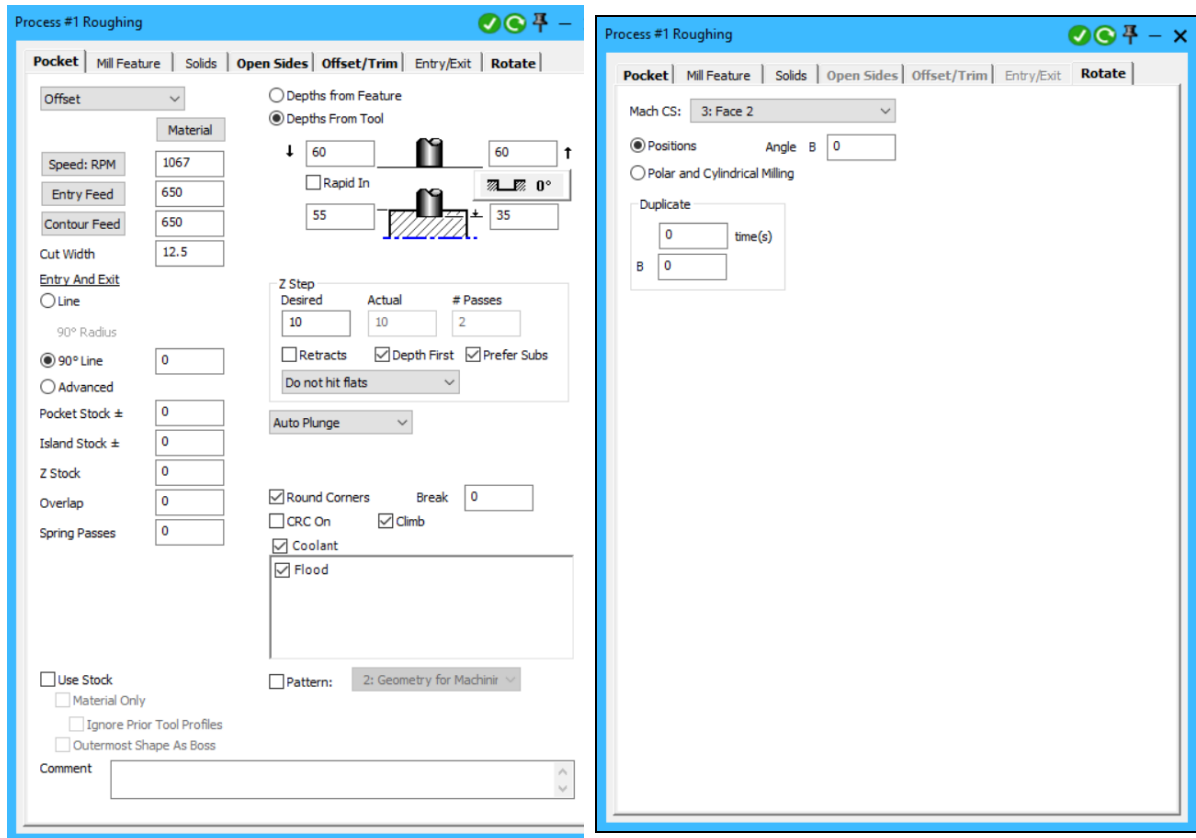 Process #1 Roughing
Pocket Mill Feature Solids Open Sides Offset/Trim Entry/Exit Rotate
Offset
Material
Speed: RPM 1067
Entry Feed 650
Contour Feed 650
Cut Width 12.5
Entry And Exit
Line
90° Radius
90° Line 0
Advanced
Pocket Stock ± 0
Island Stock ± 0
Z Stock 0
Overlap 0
Spring Passes 0
Depths from Feature
Depths From Tool
60 60
Rapid In 0°
55 35
Z Step
Desired Actual # Passes
10 10 2
Retracts Depth First Prefer Subs
Do not hit flats
Auto Plunge
Round Corners Break 0
CRC On Climb
Coolant
Flood
Use Stock
Material Only
Ignore Prior Tool Profiles
Outermost Shape As Boss
Pattern: 2: Geometry for Machinir
Comment
Process #1 Roughing
Pocket Mill Feature Solids Open Sides Offset/Trim Entry/Exit Rotate
Mach CS: 3: Face 2
Positions Angle B 0
Polar and Cylindrical Milling
Duplicate
0 time(s)
B 0